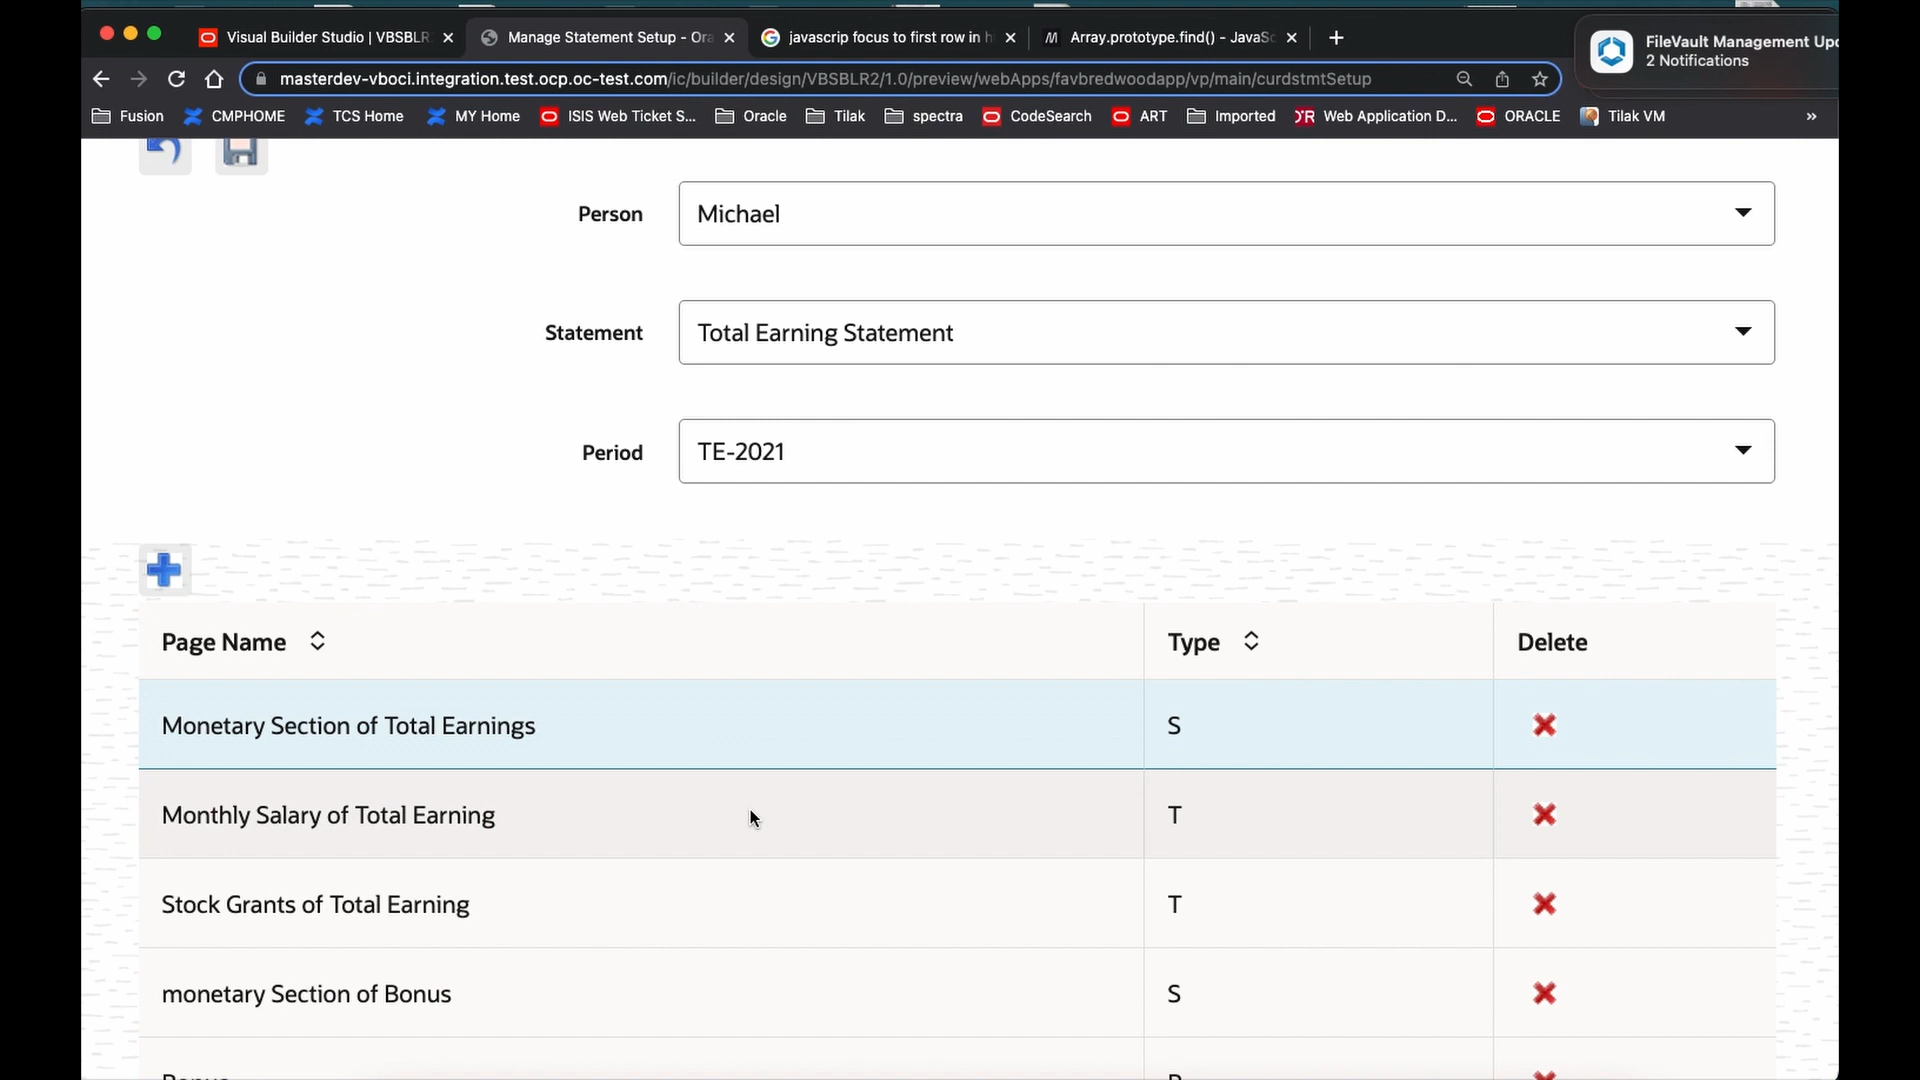 Visual Builder Studio | VBSBLR
Manage Statement Setup - Ora
javascrip focus to first row in h
Array.prototype.find() - JavaSc
FileVault Management Upd
2 Notifications
masterdev-vboci.integration.test.ocp.oc-test.com/ic/builder/design/VBSBLR2/1.0/preview/webApps/favbredwoodapp/vp/main/curdstmtSetup
Fusion
CMPHOME
TCS Home
MY Home
ISIS Web Ticket S...
Oracle
Tilak
spectra
CodeSearch
ART
Imported
Web Application D...
ORACLE
Tilak VM
»
Person
Michael
Statement
Total Earning Statement
Period
TE-2021
Page Name
Type
Delete
Monetary Section of Total Earnings
S
Monthly Salary of Total Earning
T
Stock Grants of Total Earning
T
monetary Section of Bonus
S